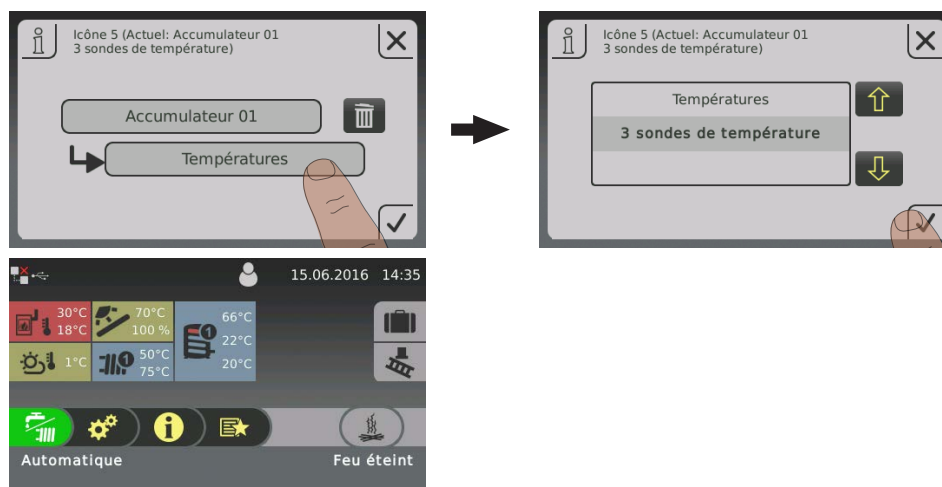 Icône 5 (Actuel: Accumulateur 01
3 sondes de température)
Accumulateur 01
Températures
Icône 5 (Actuel: Accumulateur 01
3 sondes de température)
Températures
3 sondes de température
15.06.2016 14:35
30°C
18°C
70°C
100 %
1
66°C
22°C
20°C
1°C
1
50°C
75°C
Automatique
Feu éteint